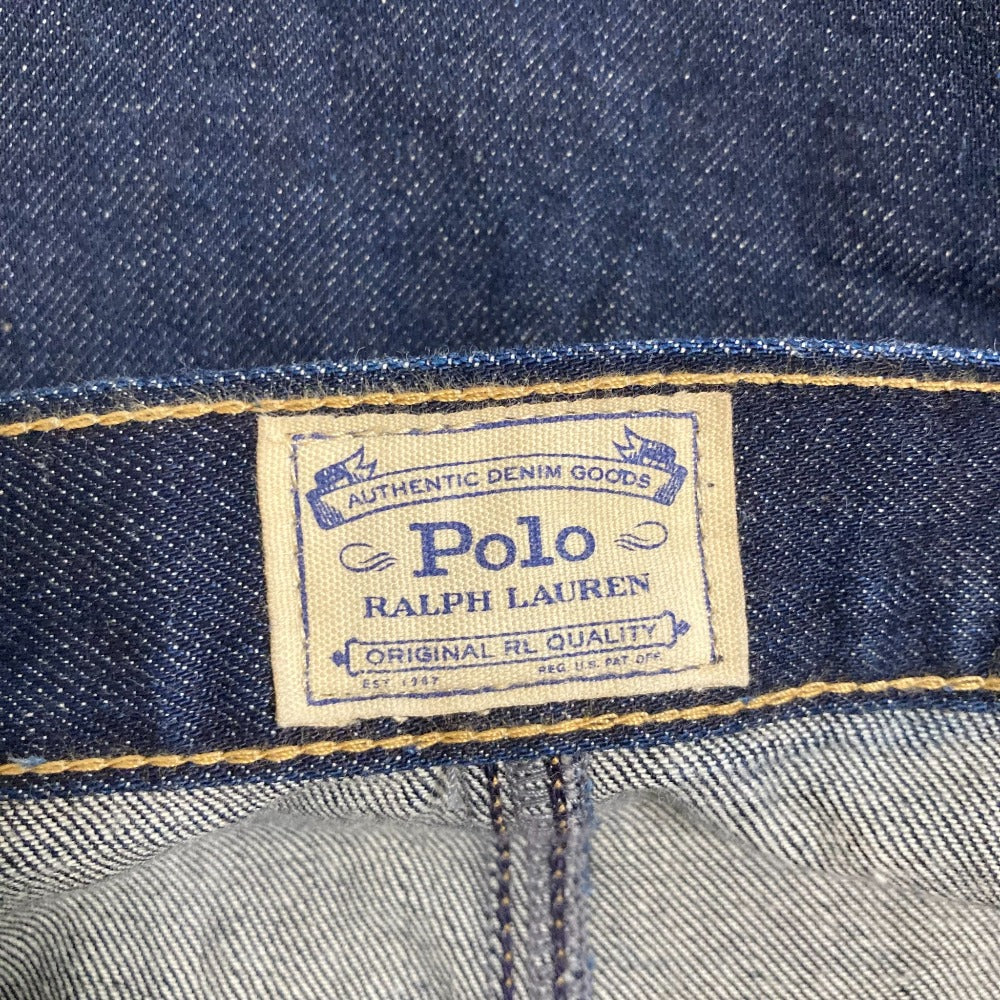 AUTHENTIC DENIM GOODS
Polo
RALPH LAUREN
ORIGINAL RL QUALITY
EST. 1967 REG. U.S. PAT. OFF.